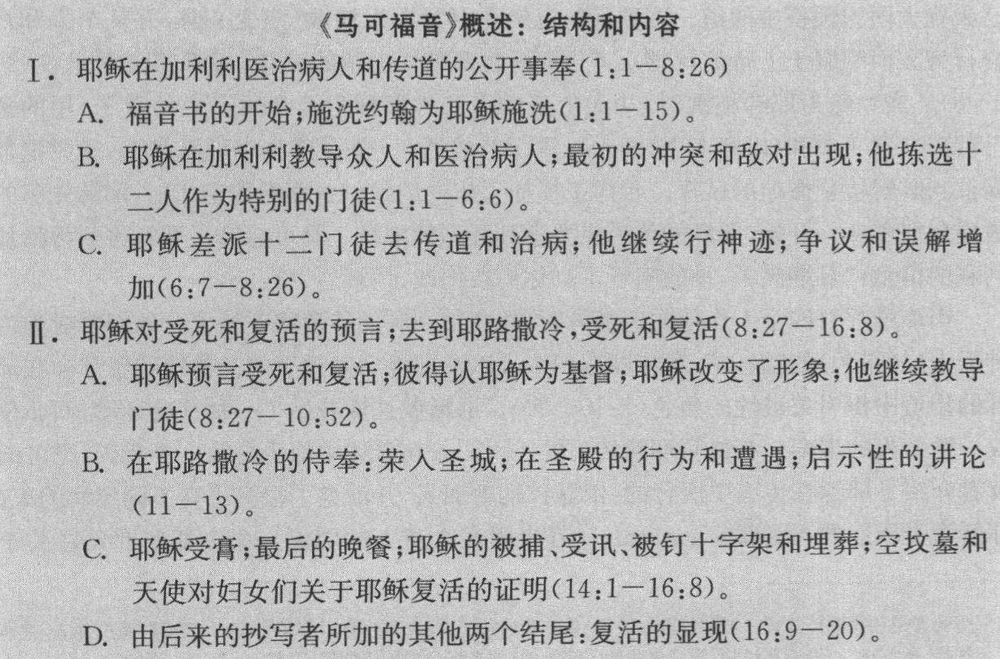 《马可福音》概述：结构和内容
Ⅰ．耶稣在加利利医治病人和传道的公开事奉(1:1－8:26)
A. 福音书的开始;施洗约翰为耶稣施洗(1:1－15)。
B. 耶稣在加利利教导众人和医治病人;最初的冲突和敌对出现;他拣选十
二人作为特别的门徒(1:1－6:6)。
C. 耶稣差派十二门徒去传道和治病;他继续行神迹;争议和误解增
加(6:7－8:26)。
Ⅱ．耶稣对受死和复活的预言;去到耶路撒冷,受死和复活(8:27－16:8)。
A. 耶稣预言受死和复活;彼得认耶稣为基督;耶稣改变了形象;他继续教导
门徒(8:27－10:52)。
B. 在耶路撒冷的侍奉:荣入圣城;在圣殿的行为和遭遇;启示性的讲论
(11－13)。
C. 耶稣受膏;最后的晚餐;耶稣的被捕、受讯、被钉十字架和埋葬;空坟墓和
天使对妇女们关于耶稣复活的证明(14:1－16:8)。
D. 由后来的抄写者所加的其他两个结尾:复活的显现(16:9－20)。